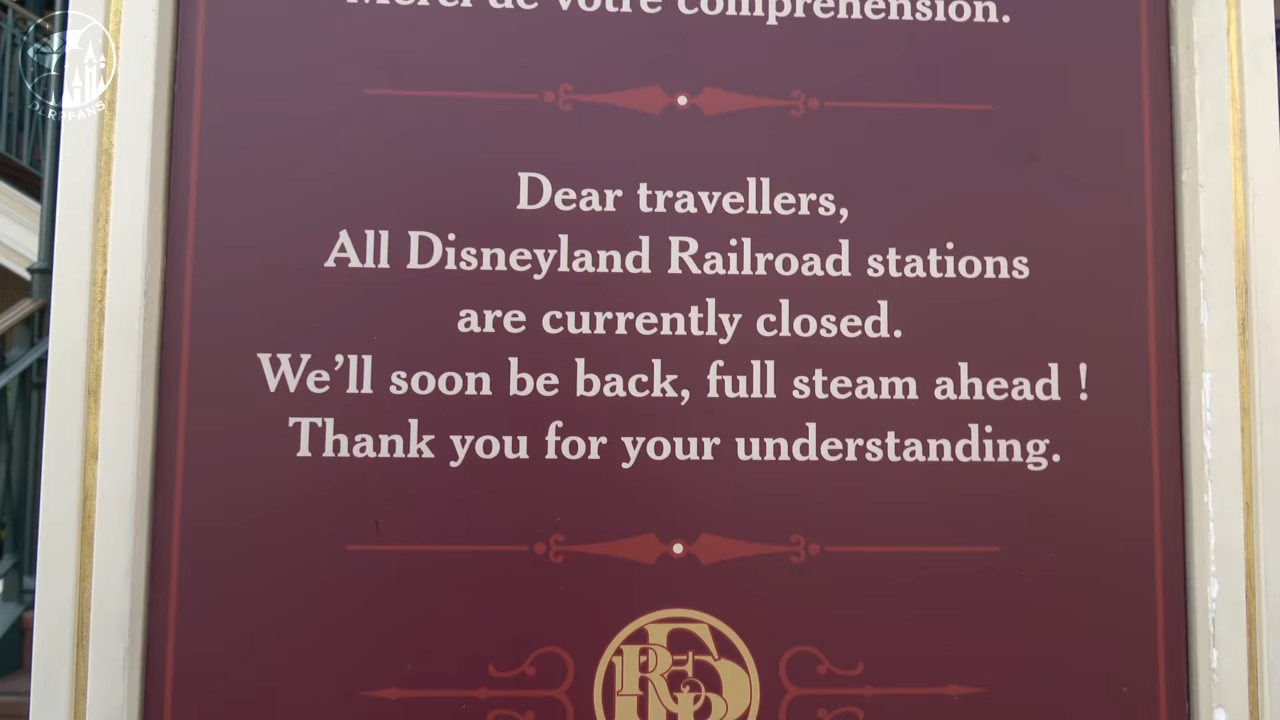 DLRPFANS
Merci de votre compréhension.
Dear travellers,
All Disneyland Railroad stations
are currently closed.
We'll soon be back, full steam ahead !
Thank you for your understanding.